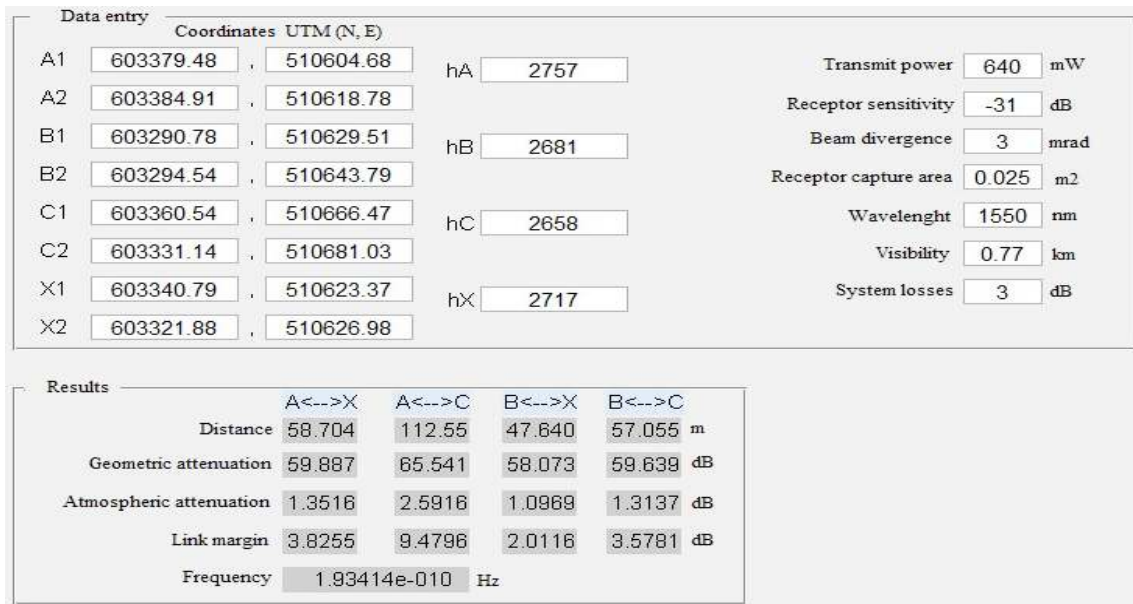 Data entry
Coordinates UTM (N, E)
A1 603379.48 , 510604.68 hA 2757 Transmit power 640 mW
A2 603384.91 , 510618.78 Receptor sensitivity -31 dB
B1 603290.78 , 510629.51 hB 2681 Beam divergence 3 mrad
B2 603294.54 , 510643.79 Receptor capture area 0.025 m2
C1 603360.54 , 510666.47 hC 2658 Wavelenght 1550 nm
C2 603331.14 , 510681.03 Visibility 0.77 km
X1 603340.79 , 510623.37 hX 2717 System losses 3 dB
X2 603321.88 , 510626.98
Results
A<-->X A<-->C B<-->X B<-->C
Distance 58.704 112.55 47.640 57.055 m
Geometric attenuation 59.887 65.541 58.073 59.639 dB
Atmospheric attenuation 1.3516 2.5916 1.0969 1.3137 dB
Link margin 3.8255 9.4796 2.0116 3.5781 dB
Frequency 1.93414e-010 Hz